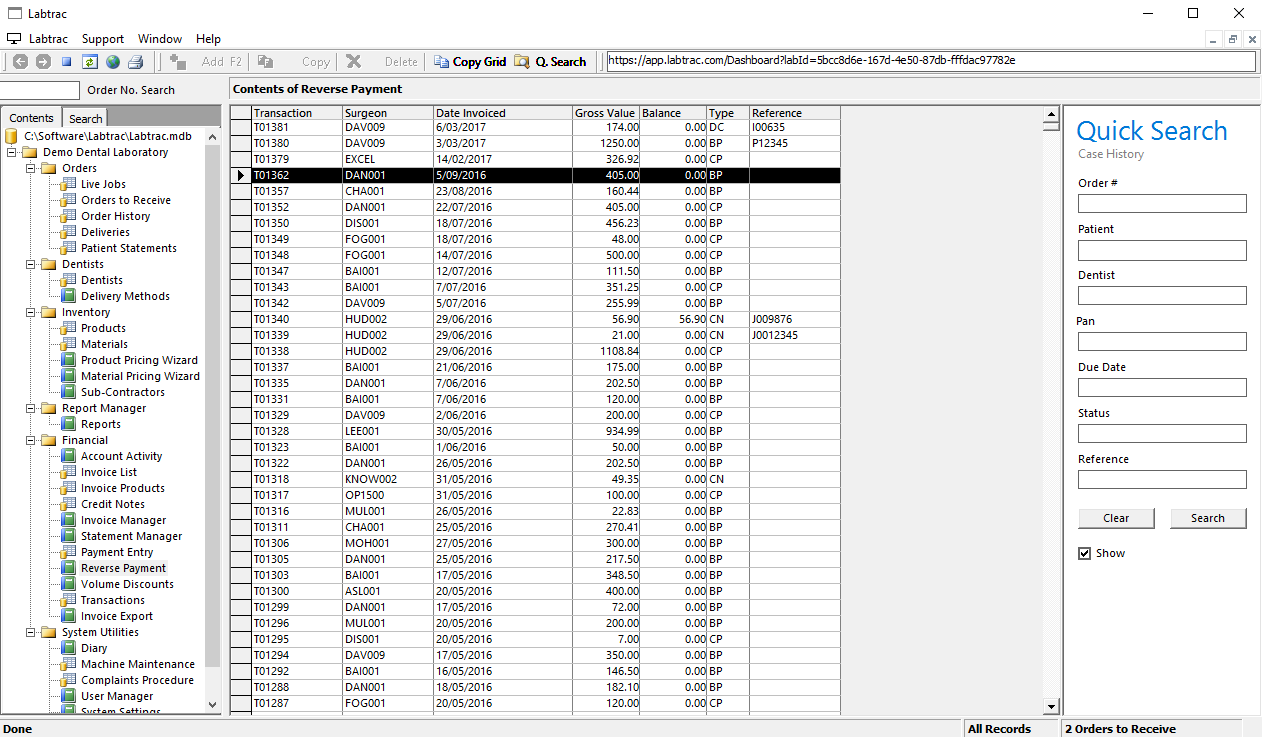 Labtrac
Labtrac Support Window Help
Add F2 Copy Delete Copy Grid Q. Search https://app.labtrac.com/Dashboard?labId=5bcc8d6e-167d-4e50-87db-fffdac97782e
Order No. Search
Contents of Reverse Payment
Contents Search
C:\Software\Labtrac\Labtrac.mdb
Demo Dental Laboratory
Orders
Live Jobs
Orders to Receive
Order History
Deliveries
Patient Statements
Dentists
Dentists
Delivery Methods
Inventory
Products
Materials
Product Pricing Wizard
Material Pricing Wizard
Sub-Contractors
Report Manager
Reports
Financial
Account Activity
Invoice List
Invoice Products
Credit Notes
Invoice Manager
Statement Manager
Payment Entry
Reverse Payment
Volume Discounts
Transactions
Invoice Export
System Utilities
Diary
Machine Maintenance
Complaints Procedure
User Manager
System Settings
Transaction Surgeon Date Invoiced Gross Value Balance Type Reference
T01381 DAV009 6/03/2017 174.00 0.00 DC I00635
T01380 DAV009 3/03/2017 1250.00 0.00 BP P12345
T01379 EXCEL 14/02/2017 326.92 0.00 CP
T01362 DAN001 5/09/2016 405.00 0.00 BP
T01357 CHA001 23/08/2016 160.44 0.00 BP
T01352 DAN001 22/07/2016 405.00 0.00 CP
T01350 DIS001 18/07/2016 456.23 0.00 BP
T01349 FOG001 18/07/2016 48.00 0.00 CP
T01348 FOG001 14/07/2016 500.00 0.00 CP
T01347 BAI001 12/07/2016 111.50 0.00 BP
T01343 BAI001 7/07/2016 351.25 0.00 CP
T01342 DAV009 5/07/2016 255.99 0.00 BP
T01340 HUD002 29/06/2016 56.90 56.90 CN J009876
T01339 HUD002 29/06/2016 21.00 0.00 CN J0012345
T01338 HUD002 29/06/2016 1108.84 0.00 CP
T01337 BAI001 21/06/2016 175.00 0.00 BP
T01335 DAN001 7/06/2016 202.50 0.00 BP
T01331 BAI001 7/06/2016 120.00 0.00 BP
T01329 DAV009 2/06/2016 200.00 0.00 CP
T01328 LEE001 30/05/2016 934.99 0.00 BP
T01323 BAI001 1/06/2016 50.00 0.00 BP
T01322 DAN001 26/05/2016 202.50 0.00 BP
T01318 KNOW002 31/05/2016 49.35 0.00 CN
T01317 OP1500 31/05/2016 100.00 0.00 CP
T01316 MUL001 26/05/2016 22.83 0.00 BP
T01311 CHA001 25/05/2016 270.41 0.00 BP
T01306 MOH001 27/05/2016 300.00 0.00 BP
T01305 DAN001 25/05/2016 217.50 0.00 BP
T01303 BAI001 17/05/2016 348.50 0.00 BP
T01300 ASL001 20/05/2016 400.00 0.00 BP
T01299 DAN001 17/05/2016 72.00 0.00 BP
T01296 MUL001 20/05/2016 200.00 0.00 BP
T01295 DIS001 20/05/2016 7.00 0.00 CP
T01294 DAV009 17/05/2016 350.00 0.00 BP
T01292 BAI001 16/05/2016 146.50 0.00 BP
T01288 DAN001 18/05/2016 182.10 0.00 BP
T01287 FOG001 20/05/2016 120.00 0.00 CP
Quick Search
Case History
Order #
Patient
Dentist
Pan
Due Date
Status
Reference
Clear Search
Show
Done All Records 2 Orders to Receive